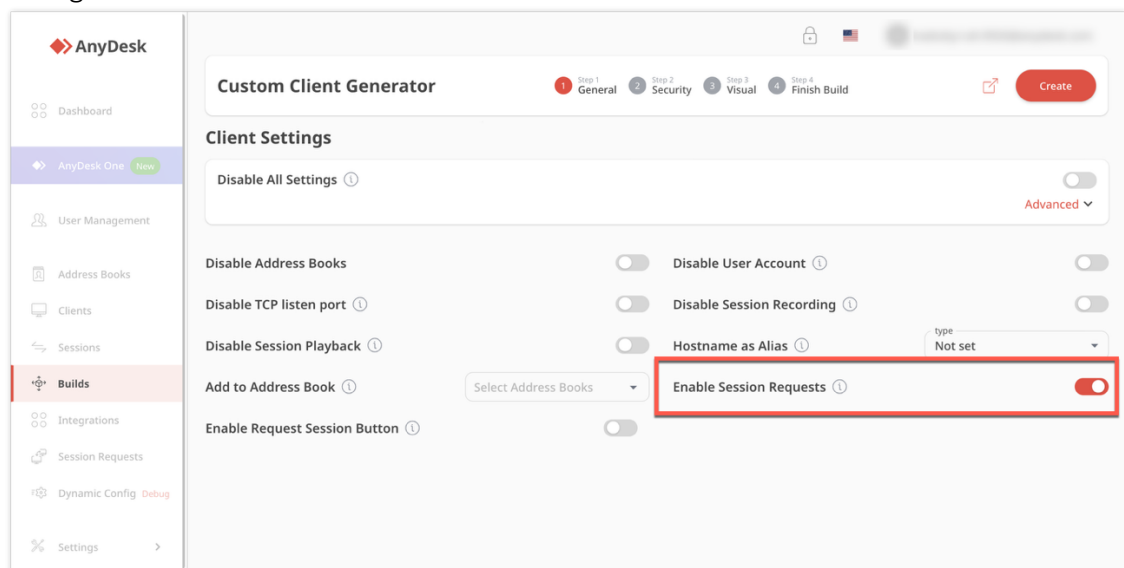 AnyDesk
Dashboard
AnyDesk One New
User Management
Address Books
Clients
Sessions
Builds
Integrations
Session Requests
Dynamic Config Debug
Settings
Custom Client Generator
1 Step 1 General 2 Step 2 Security 3 Step 3 Visual 4 Step 4 Finish Build
Create
Client Settings
Disable All Settings
Advanced
Disable Address Books
Disable User Account
Disable TCP listen port
Disable Session Recording
Disable Session Playback
Hostname as Alias
type
Not set
Add to Address Book
Select Address Books
Enable Session Requests
Enable Request Session Button